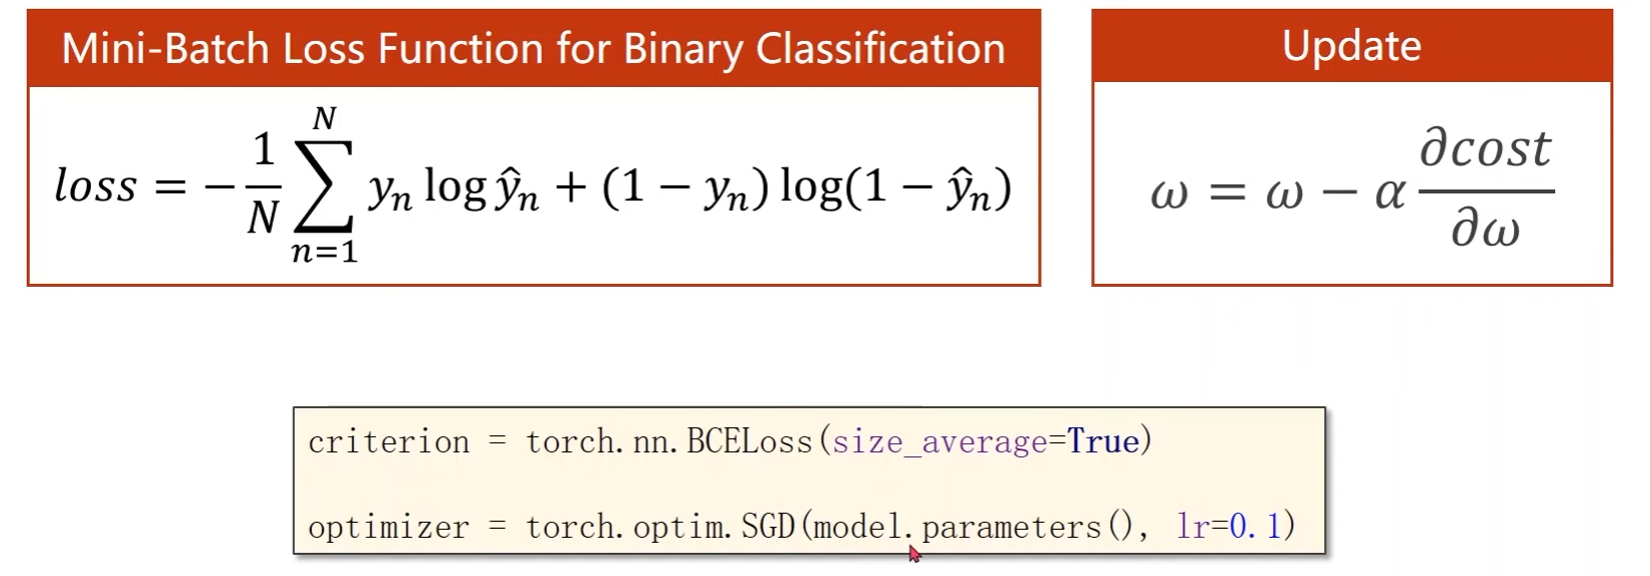 Mini-Batch Loss Function for Binary Classification
loss = -\frac{1}{N} \sum_{n=1}^{N} y_n \log \hat{y}_n + (1 - y_n) \log(1 - \hat{y}_n)
Update
\omega = \omega - \alpha \frac{\partial cost}{\partial \omega}
criterion = torch.nn.BCELoss(size_average=True)
optimizer = torch.optim.SGD(model.parameters(), lr=0.1)